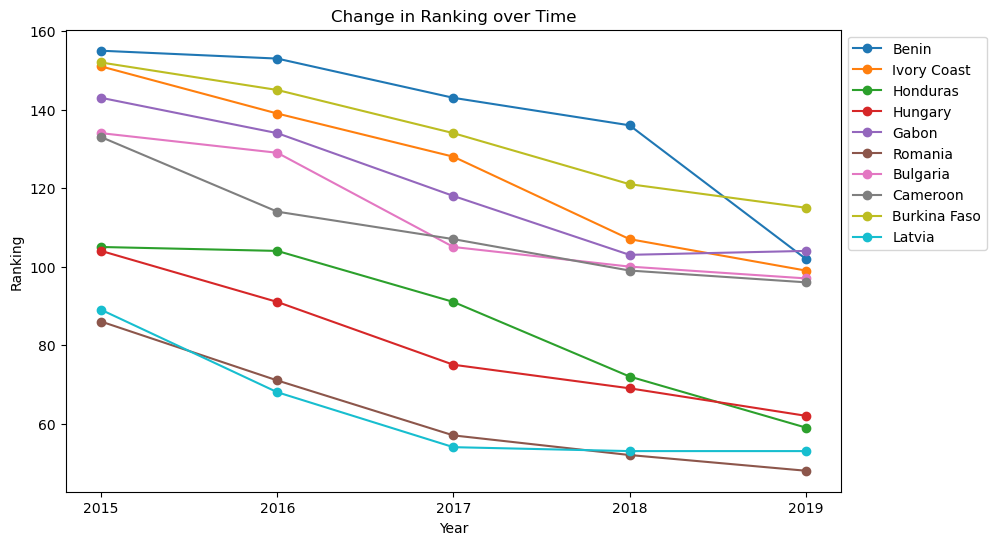 Change in Ranking over Time
160
140
120
100
80
60
Ranking
2015 2016 2017 2018 2019
Year
Benin
Ivory Coast
Honduras
Hungary
Gabon
Romania
Bulgaria
Cameroon
Burkina Faso
Latvia